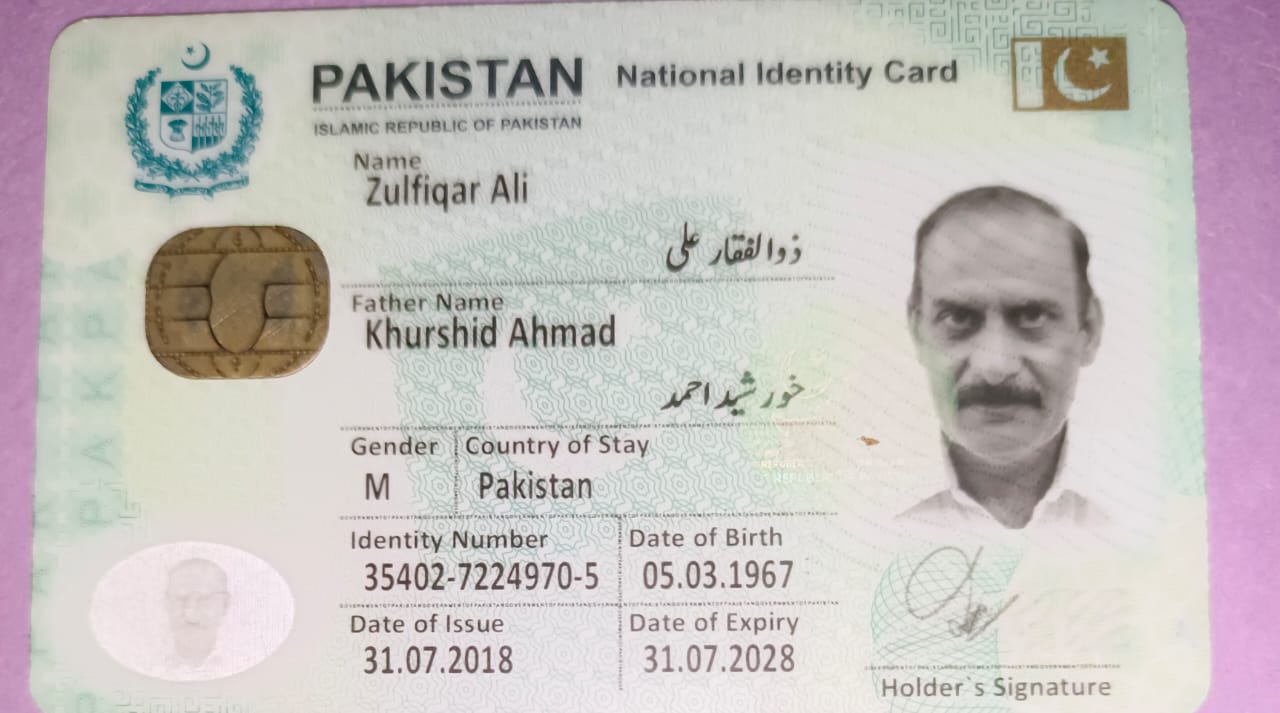 PAKISTAN National Identity Card
ISLAMIC REPUBLIC OF PAKISTAN
Name
Zulfiqar Ali
ذوالفقار علی
Father Name
Khurshid Ahmad
خورشید احمد
Gender Country of Stay
M Pakistan
Identity Number Date of Birth
35402-7224970-5 05.03.1967
Date of Issue Date of Expiry
31.07.2018 31.07.2028
Holder`s Signature